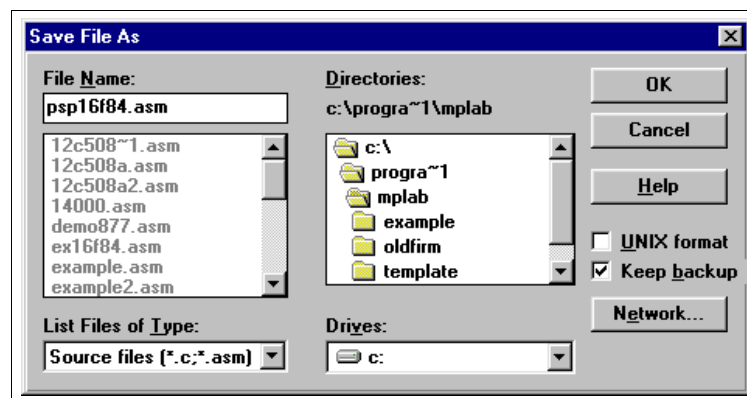 Save File As
File Name:
psp16f84.asm
12c508~1.asm
12c508a.asm
12c508a2.asm
14000.asm
demo877.asm
ex16f84.asm
example.asm
example2.asm
List Files of Type:
Source files (*.c;*.asm)
Directories:
c:\progra~1\mplab
c:\
progra~1
mplab
example
oldfirm
template
Drives:
c:
OK
Cancel
Help
UNIX format
Keep backup
Network...